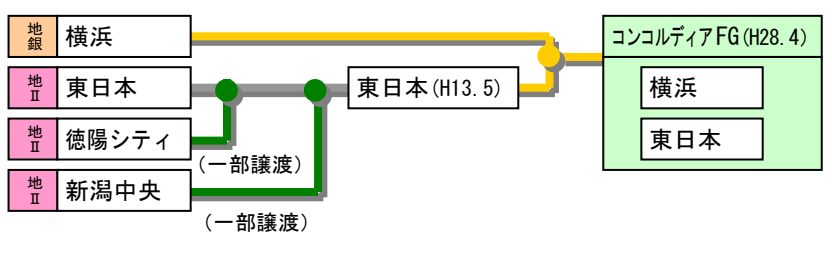 地銀 横浜
地Ⅱ 東日本
地Ⅱ 徳陽シティ
(一部譲渡)
地Ⅱ 新潟中央
(一部譲渡)
東日本(H13.5)
コンコルディアFG(H28.4)
横浜
東日本